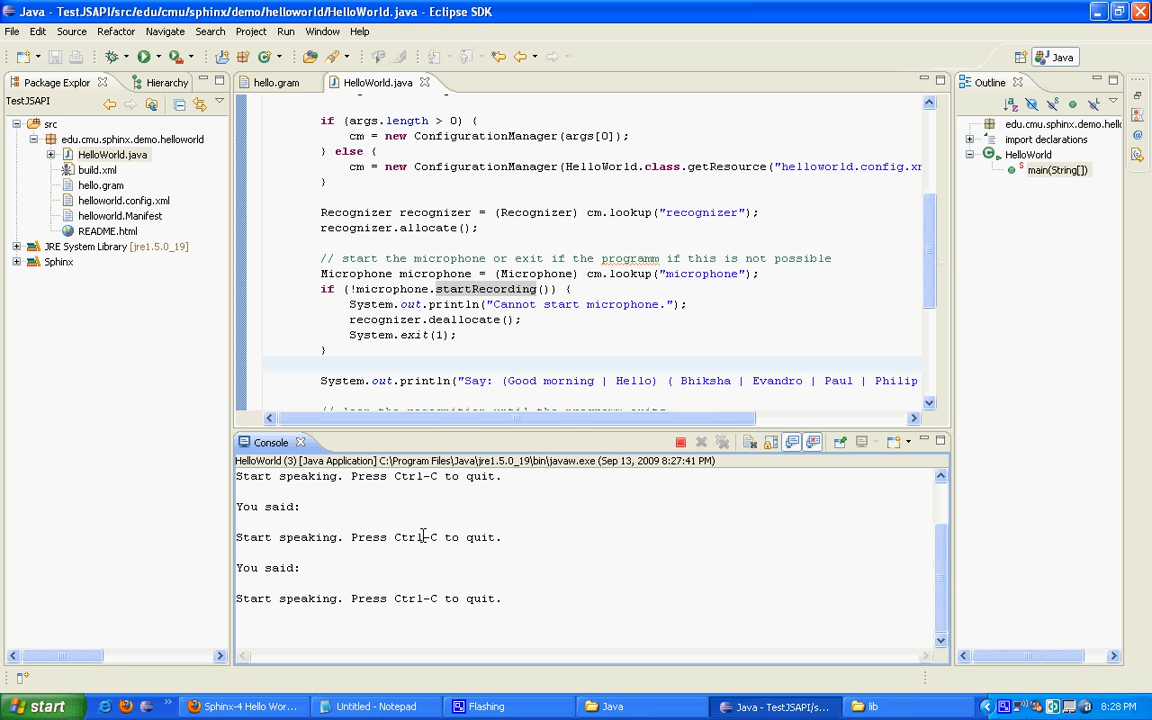 Java - TestJSAPI/src/edu/cmu/sphinx/demo/helloworld/HelloWorld.java - Eclipse SDK
File Edit Source Refactor Navigate Search Project Run Window Help
Java
Package Explor
Hierarchy
TestJSAPI
src
edu.cmu.sphinx.demo.helloworld
HelloWorld.java
build.xml
hello.gram
helloworld.config.xml
helloworld.Manifest
README.html
JRE System Library [jre1.5.0_19]
Sphinx
hello.gram
HelloWorld.java
if (args.length > 0) {
cm = new ConfigurationManager(args[0]);
} else {
cm = new ConfigurationManager(HelloWorld.class.getResource("helloworld.config.xm
}
Recognizer recognizer = (Recognizer) cm.lookup("recognizer");
recognizer.allocate();
// start the microphone or exit if the programm if this is not possible
Microphone microphone = (Microphone) cm.lookup("microphone");
if (!microphone.startRecording()) {
System.out.println("Cannot start microphone.");
recognizer.deallocate();
System.exit(1);
}
System.out.println("Say: (Good morning | Hello) ( Bhiksha | Evandro | Paul | Philip
Console
HelloWorld (3) [Java Application] C:\Program Files\Java\jre1.5.0_19\bin\javaw.exe (Sep 13, 2009 8:27:41 PM)
Start speaking. Press Ctrl-C to quit.
You said:
Start speaking. Press Ctrl-C to quit.
You said:
Start speaking. Press Ctrl-C to quit.
Outline
edu.cmu.sphinx.demo.hell
import declarations
HelloWorld
main(String[])
start
Sphinx-4 Hello Wor...
Untitled - Notepad
Flashing
Java
Java - TestJSAPI/s...
lib
8:28 PM